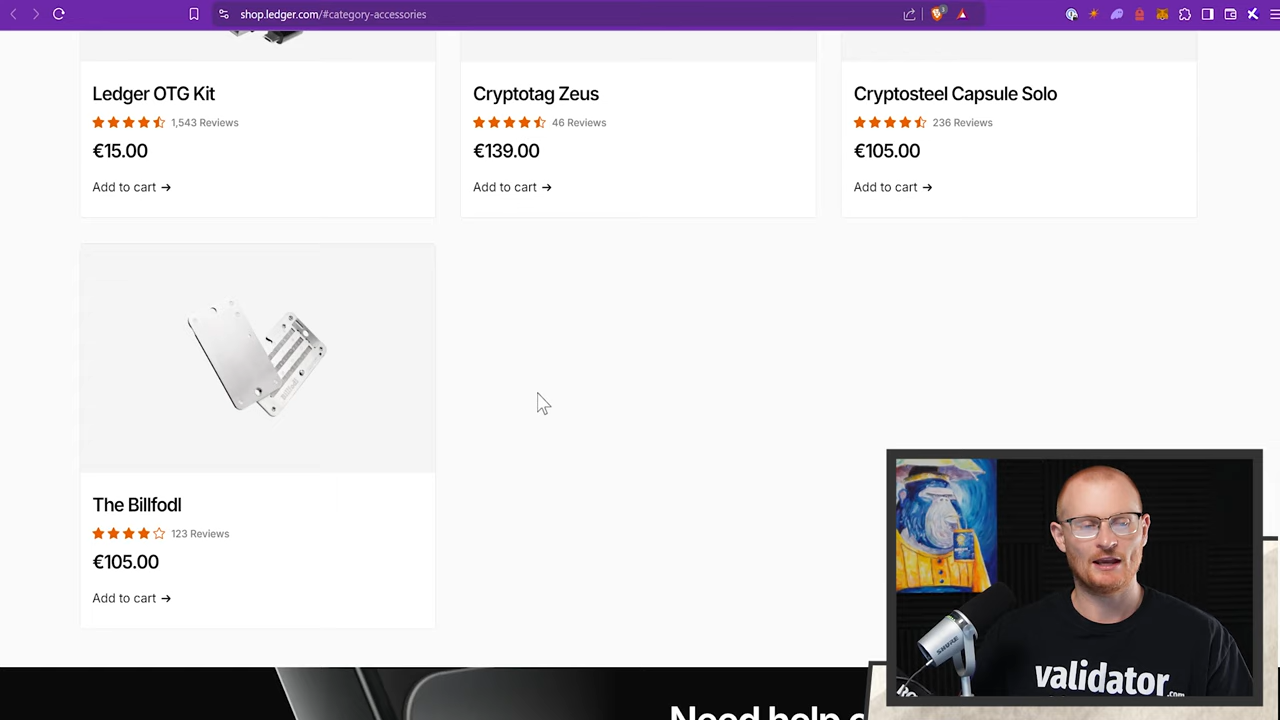 shop.ledger.com/#category-accessories
Ledger OTG Kit
1,543 Reviews
€15.00
Add to cart →
Cryptotag Zeus
46 Reviews
€139.00
Add to cart →
Cryptosteel Capsule Solo
236 Reviews
€105.00
Add to cart →
The Billfodl
123 Reviews
€105.00
Add to cart →
Need help
SHURE
validator.com